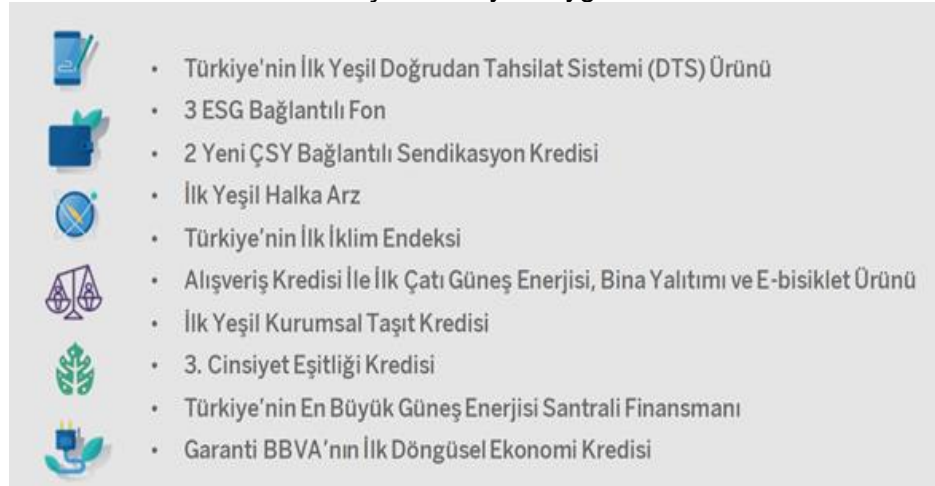 • Türkiye'nin İlk Yeşil Doğrudan Tahsilat Sistemi (DTS) Ürünü
• 3 ESG Bağlantılı Fon
• 2 Yeni ÇSY Bağlantılı Sendikasyon Kredisi
• İlk Yeşil Halka Arz
• Türkiye'nin İlk İklim Endeksi
• Alışveriş Kredisi İle İlk Çatı Güneş Enerjisi, Bina Yalıtımı ve E-bisiklet Ürünü
• İlk Yeşil Kurumsal Taşıt Kredisi
• 3. Cinsiyet Eşitliği Kredisi
• Türkiye'nin En Büyük Güneş Enerjisi Santrali Finansmanı
• Garanti BBVA'nın İlk Döngüsel Ekonomi Kredisi